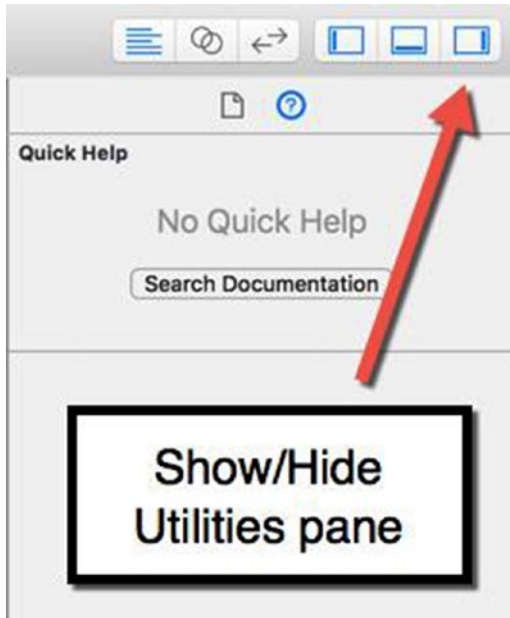 Quick Help
No Quick Help
Search Documentation
Show/Hide
Utilities pane